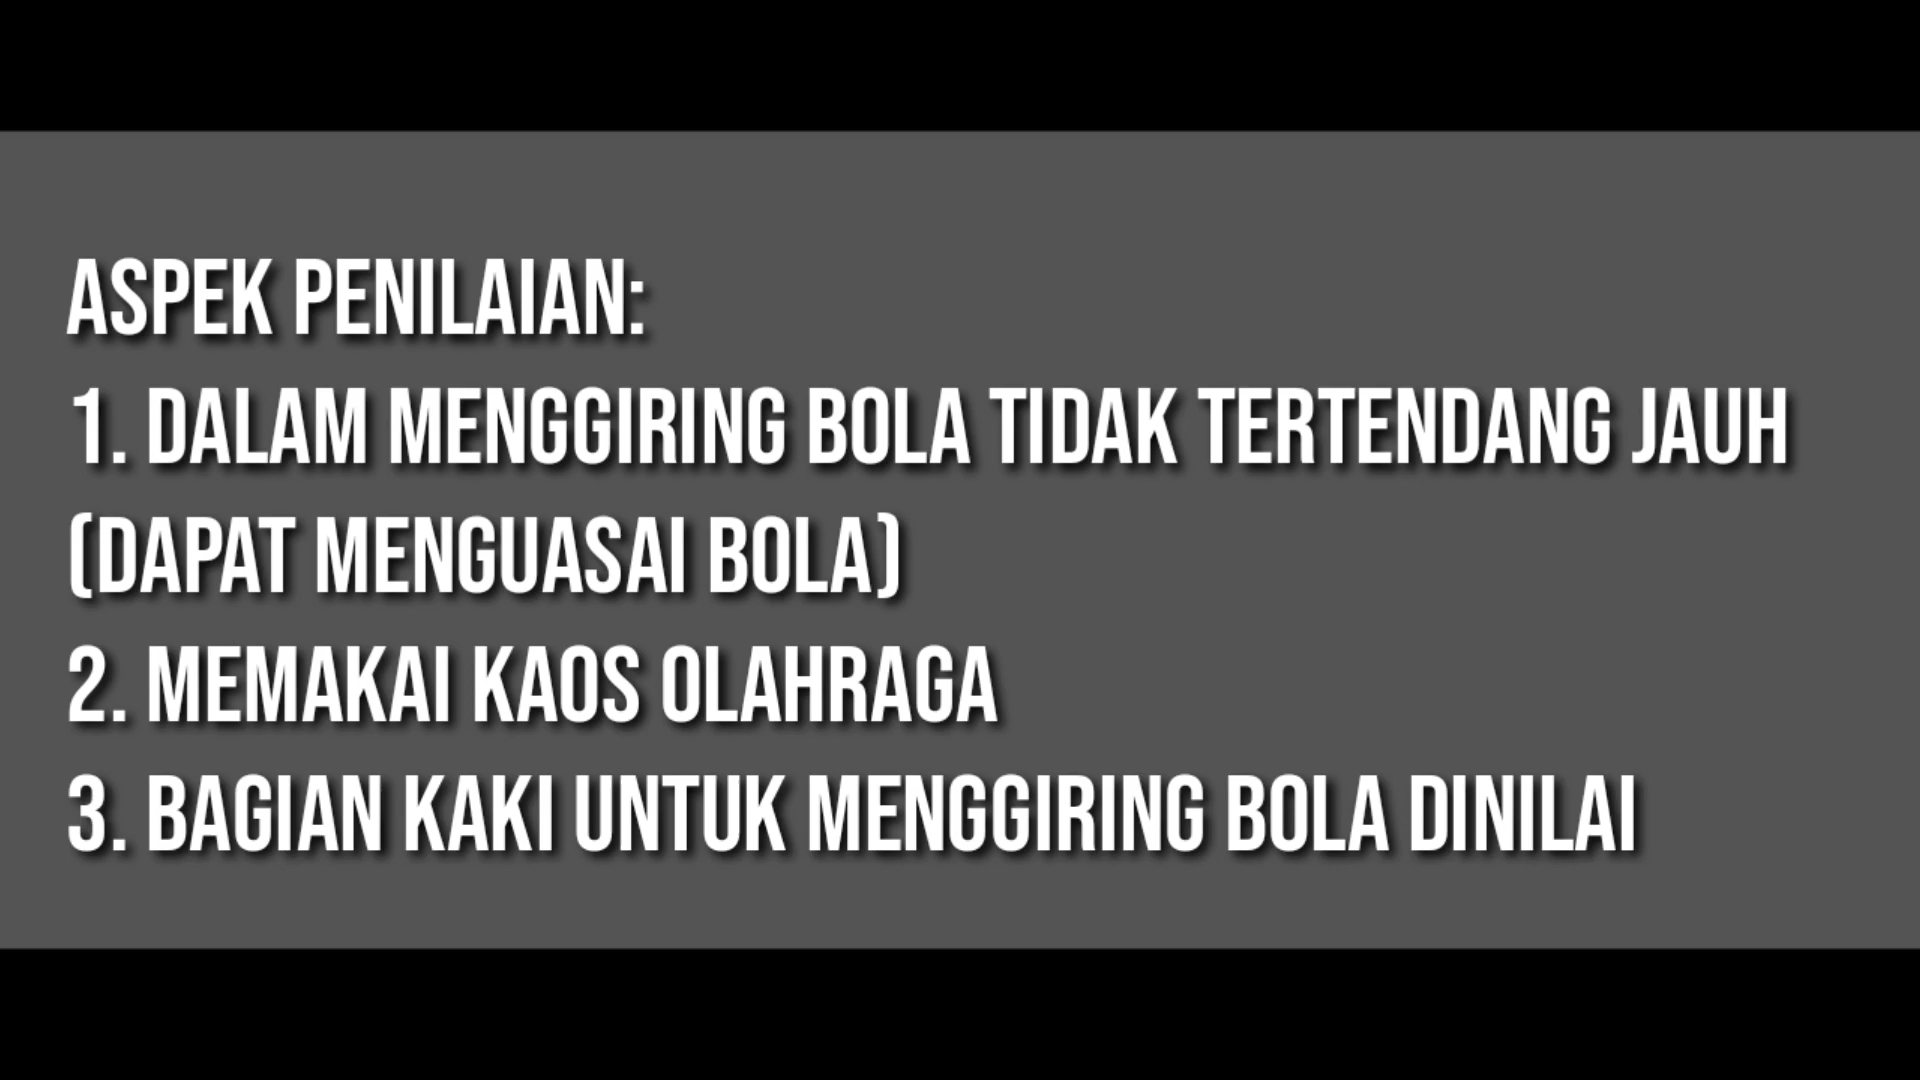 ASPEK PENILAIAN:
1. DALAM MENGGIRING BOLA TIDAK TERTENDANG JAUH
(DAPAT MENGUASAI BOLA)
2. MEMAKAI KAOS OLAHRAGA
3. BAGIAN KAKI UNTUK MENGGIRING BOLA DINILAI